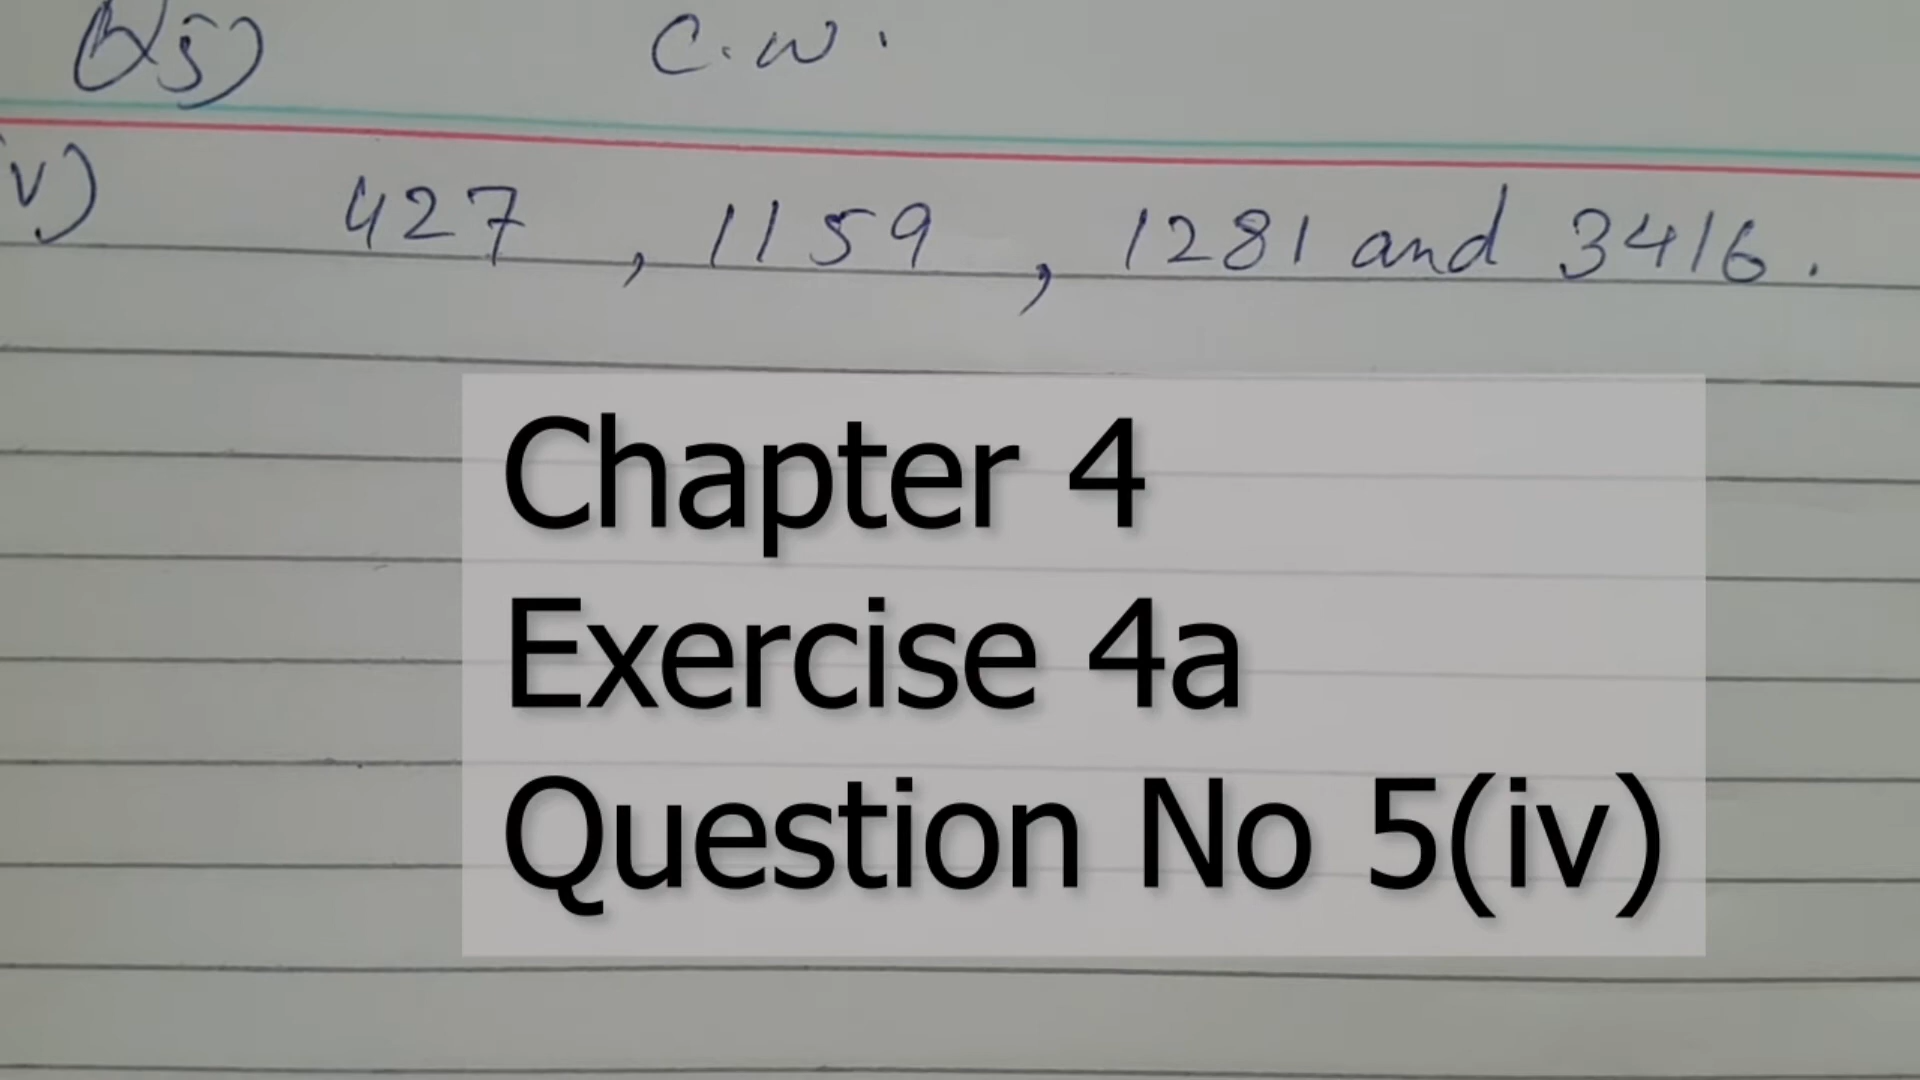 Q5) C.W.
iv) 427, 1159, 1281 and 3416.
Chapter 4
Exercise 4a
Question No 5(iv)